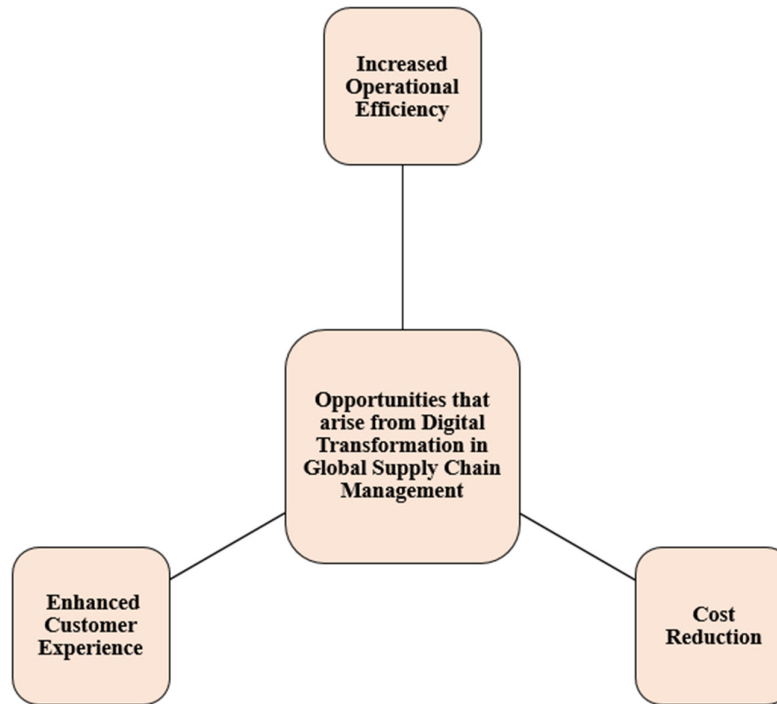 Increased
Operational
Efficiency
Opportunities that
arise from Digital
Transformation in
Global Supply Chain
Management
Enhanced
Customer
Experience
Cost
Reduction